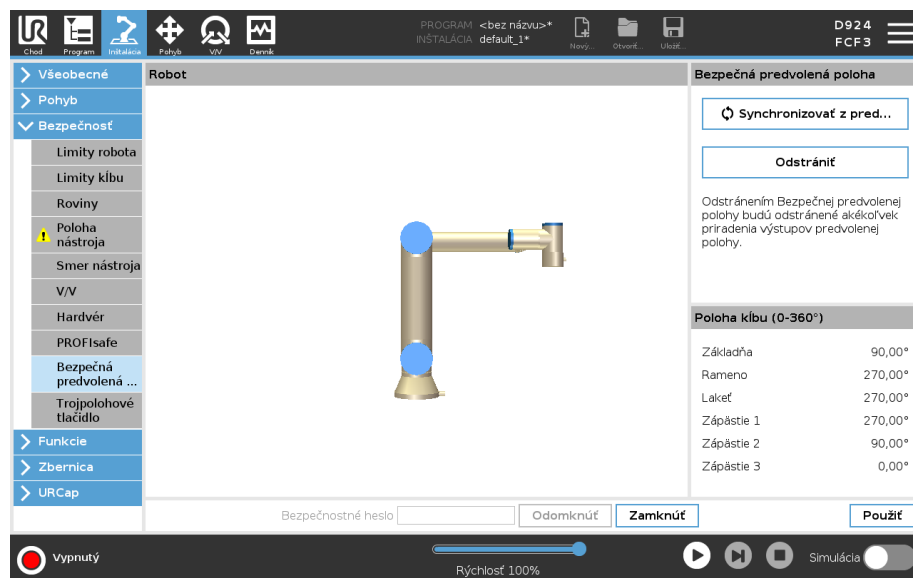 PROGRAM <bez názvu>*
INŠTALÁCIA default_1*
D924
FCF3
Chod Program Inštalácia Pohyb V/V Denník Nový... Otvoriť... Uložiť...
Všeobecné
Pohyb
Bezpečnosť
Limity robota
Limity kĺbu
Roviny
Poloha
nástroja
Smer nástroja
V/V
Hardvér
PROFIsafe
Bezpečná
predvolená ...
Trojpolohové
tlačidlo
Funkcie
Zbernica
URCap
Robot
Bezpečná predvolená poloha
Synchronizovať z pred...
Odstrániť
Odstránením Bezpečnej predvolenej
polohy budú odstránené akékoľvek
priradenia výstupov predvolenej
polohy.
Poloha kĺbu (0-360°)
Základňa 90,00°
Rameno 270,00°
Lakeť 270,00°
Zápästie 1 270,00°
Zápästie 2 90,00°
Zápästie 3 0,00°
Bezpečnostné heslo Odomknúť Zamknúť Použiť
Vypnutý
Rýchlosť 100%
Simulácia